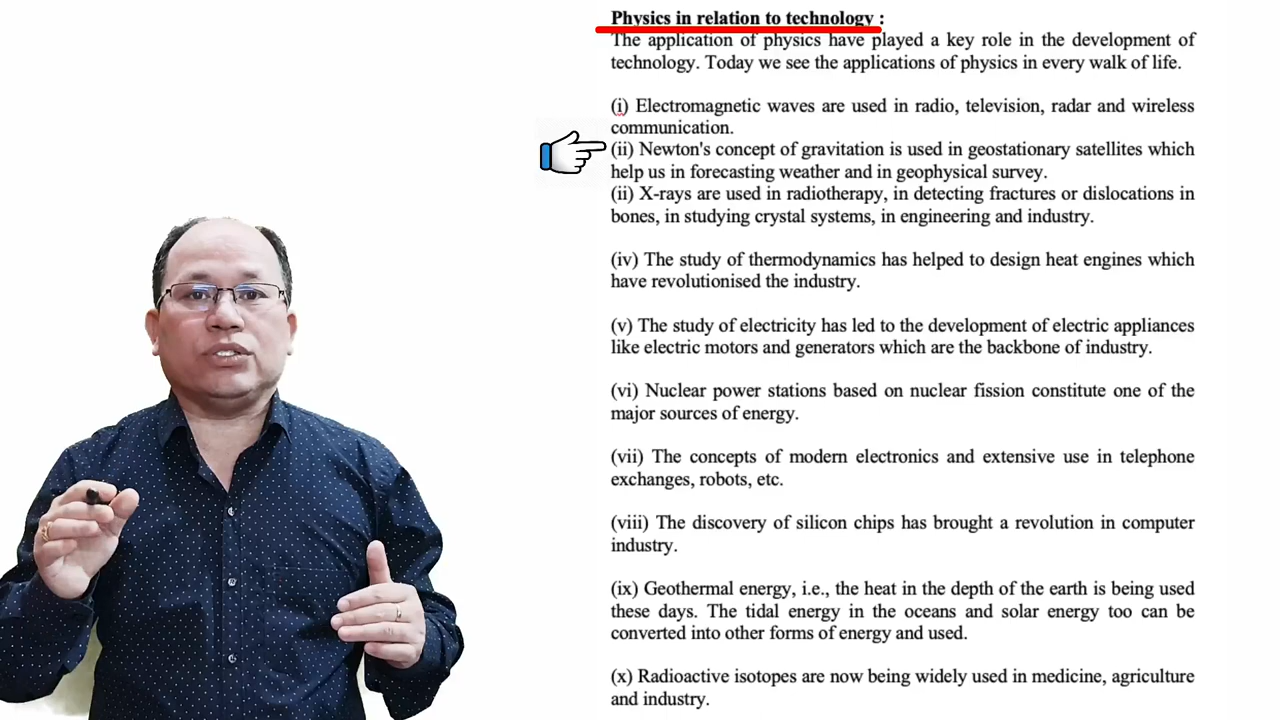 Physics in relation to technology :
The application of physics have played a key role in the development of
technology. Today we see the applications of physics in every walk of life.
(i) Electromagnetic waves are used in radio, television, radar and wireless
communication.
(ii) Newton's concept of gravitation is used in geostationary satellites which
help us in forecasting weather and in geophysical survey.
(ii) X-rays are used in radiotherapy, in detecting fractures or dislocations in
bones, in studying crystal systems, in engineering and industry.
(iv) The study of thermodynamics has helped to design heat engines which
have revolutionised the industry.
(v) The study of electricity has led to the development of electric appliances
like electric motors and generators which are the backbone of industry.
(vi) Nuclear power stations based on nuclear fission constitute one of the
major sources of energy.
(vii) The concepts of modern electronics and extensive use in telephone
exchanges, robots, etc.
(viii) The discovery of silicon chips has brought a revolution in computer
industry.
(ix) Geothermal energy, i.e., the heat in the depth of the earth is being used
these days. The tidal energy in the oceans and solar energy too can be
converted into other forms of energy and used.
(x) Radioactive isotopes are now being widely used in medicine, agriculture
and industry.